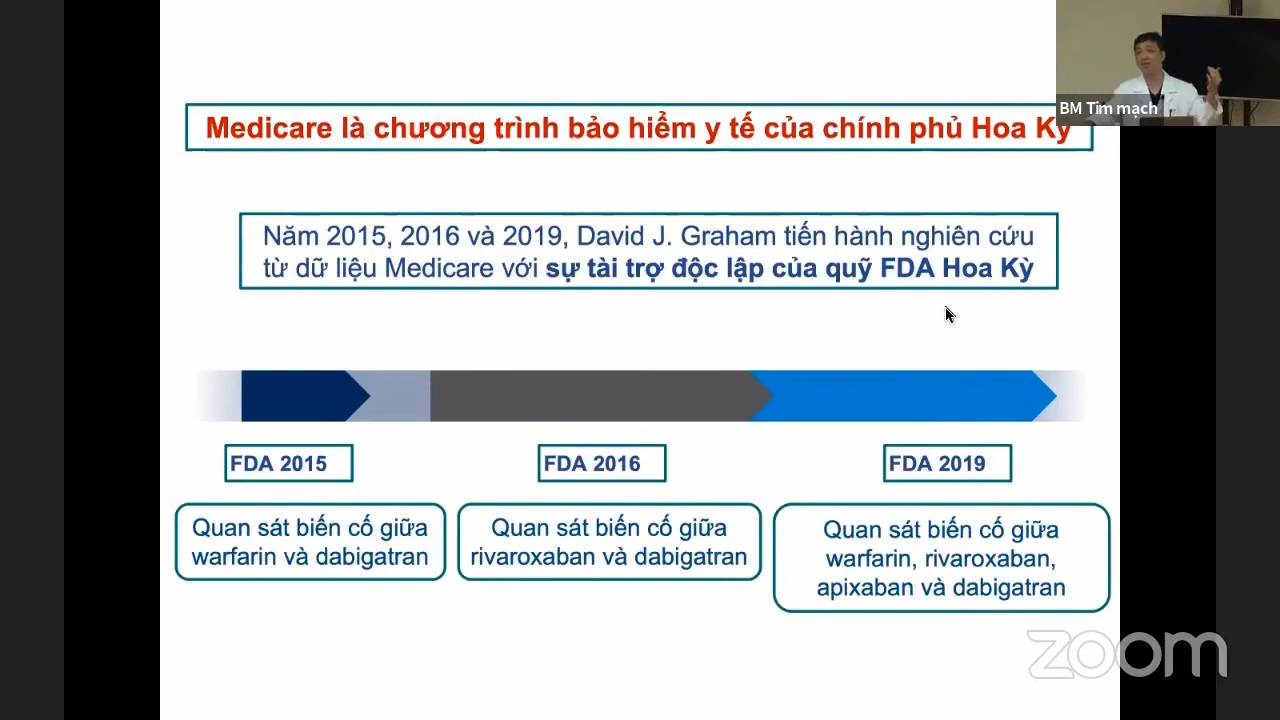 BM Tim mạch
Medicare là chương trình bảo hiểm y tế của chính phủ Hoa Kỳ
Năm 2015, 2016 và 2019, David J. Graham tiến hành nghiên cứu
từ dữ liệu Medicare với sự tài trợ độc lập của quỹ FDA Hoa Kỳ
FDA 2015
Quan sát biến cố giữa
warfarin và dabigatran
FDA 2016
Quan sát biến cố giữa
rivaroxaban và dabigatran
FDA 2019
Quan sát biến cố giữa
warfarin, rivaroxaban,
apixaban và dabigatran
zoom